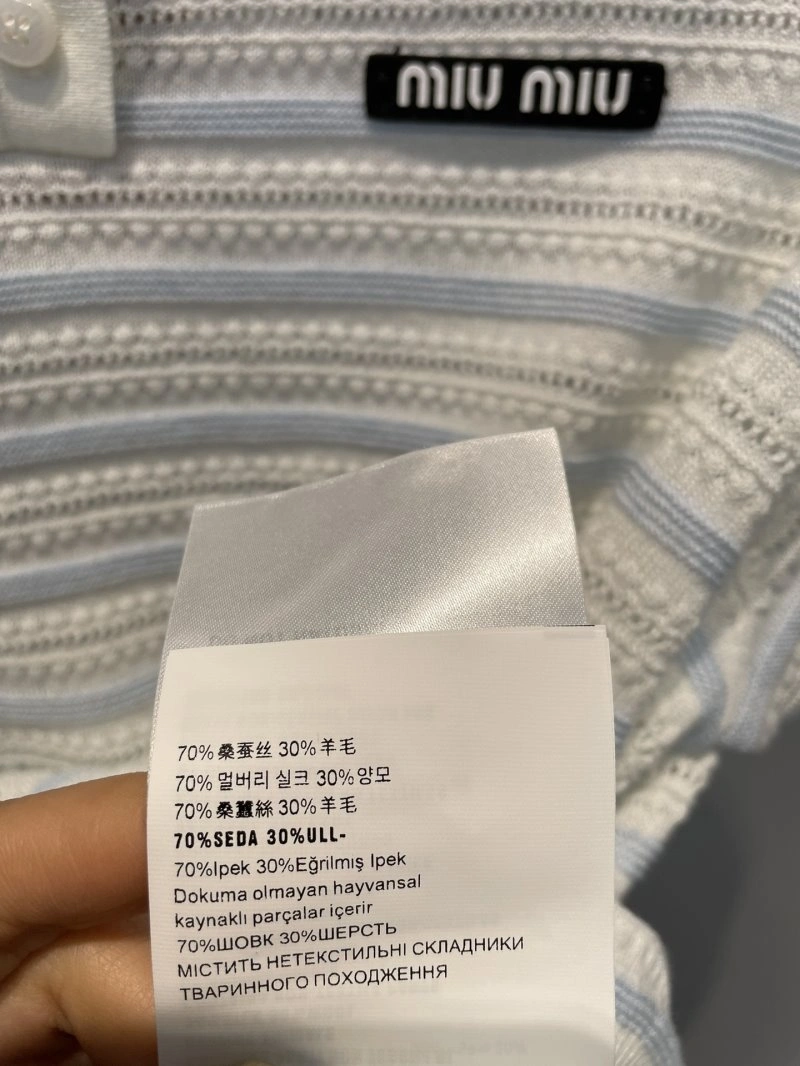 MIU MIU
70%桑蚕丝 30%羊毛
70% 멀버리 실크 30%양모
70%桑蠶絲 30%羊毛
70%SEDA 30%ULL-
70%Ipek 30%Eğrilmiş Ipek
Dokuma olmayan hayvansal
kaynaklı parçalar içerir
70%ШОВК 30%ШЕРСТЬ
МІСТИТЬ НЕТЕКСТИЛЬНІ СКЛАДНИКИ
ТВАРИННОГО ПОХОДЖЕННЯ